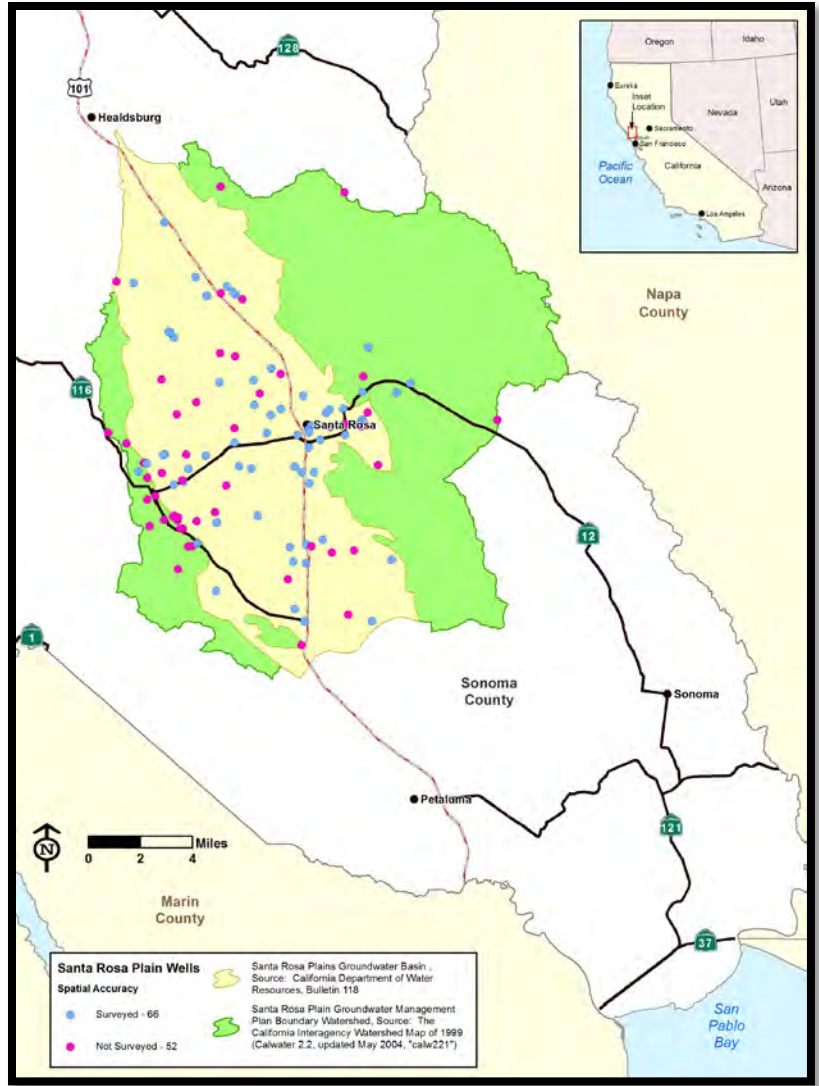 128
101
Healdsburg
Oregon
Idaho
Eureka
Inset
Location
Nevada
Utah
Sacramento
San Francisco
California
Pacific
Ocean
Arizona
Los Angeles
Napa
County
116
Santa Rosa
12
1
Sonoma
County
Sonoma
Petaluma
121
N
Miles
0 2 4
Marin
County
37
San
Pablo
Bay
Santa Rosa Plain Wells
Spatial Accuracy
Surveyed - 66
Not Surveyed - 52
Santa Rosa Plains Groundwater Basin ,
Source: California Department of Water
Resources, Bulletin 118
Santa Rosa Plain Groundwater Management
Plan Boundary Watershed, Source: The
California Interagency Watershed Map of 1999
(Calwater 2.2, updated May 2004, "calw221")